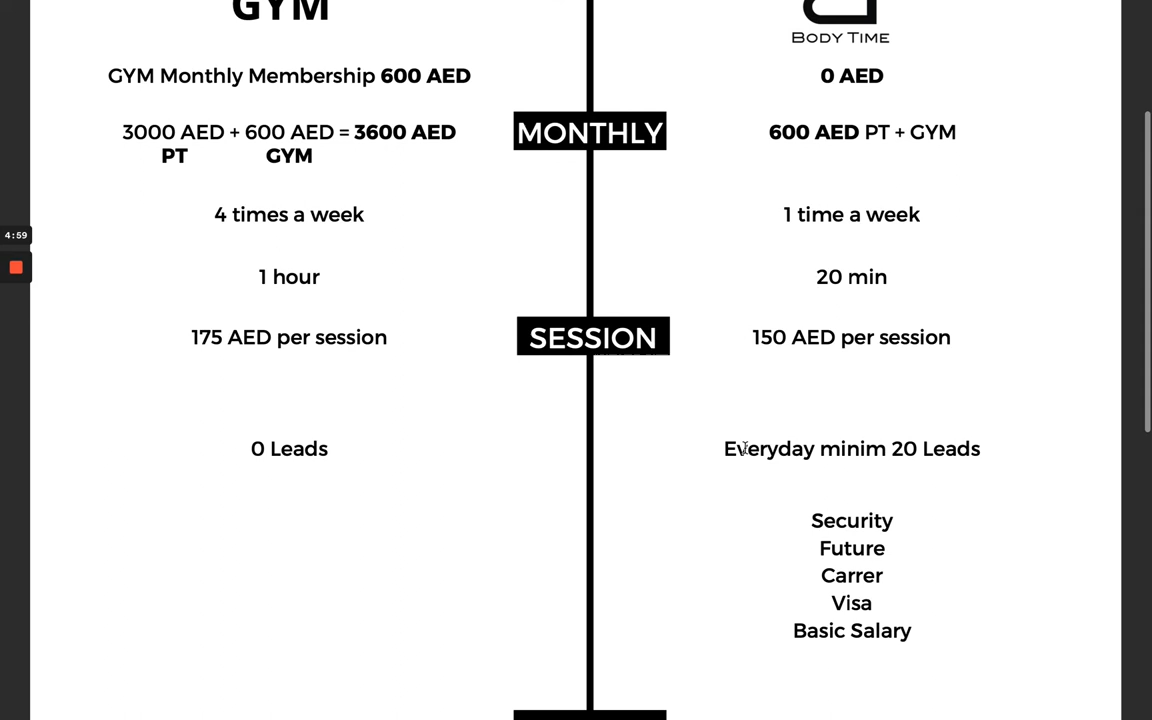 GYM
BODY TIME
GYM Monthly Membership 600 AED
0 AED
3000 AED + 600 AED = 3600 AED
PT GYM
MONTHLY
600 AED PT + GYM
4 times a week
1 time a week
4:59
1 hour
20 min
175 AED per session
SESSION
150 AED per session
0 Leads
Everyday minim 20 Leads
Security
Future
Carrer
Visa
Basic Salary